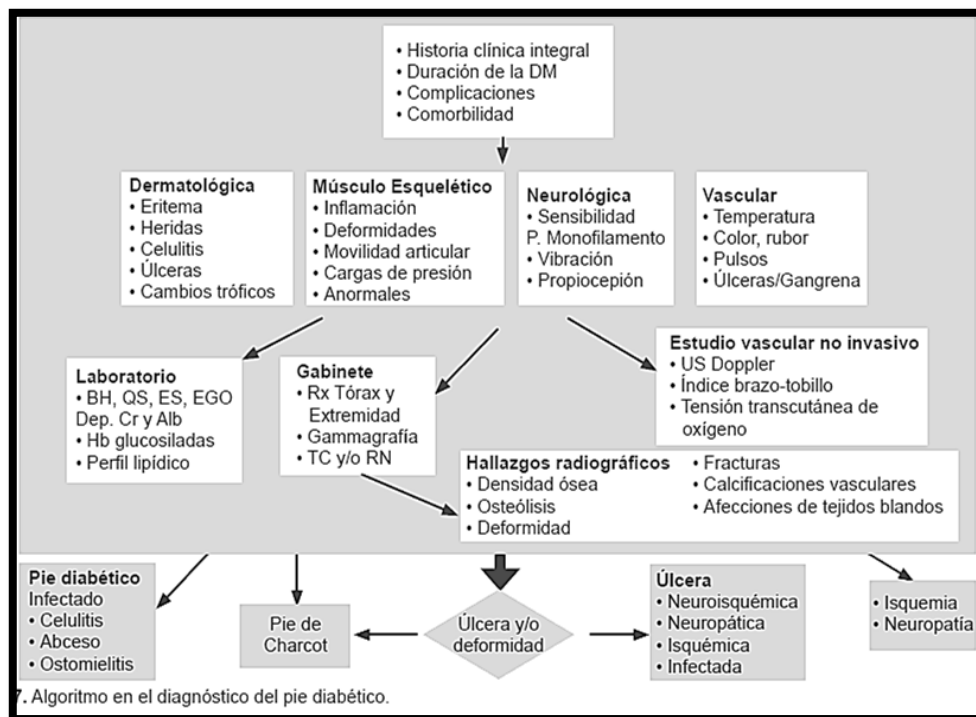 • Historia clínica integral
• Duración de la DM
• Complicaciones
• Comorbilidad
Dermatológica
• Eritema
• Heridas
• Celulitis
• Úlceras
• Cambios tróficos
Músculo Esquelético
• Inflamación
• Deformidades
• Movilidad articular
• Cargas de presión
• Anormales
Neurológica
• Sensibilidad
P. Monofilamento
• Vibración
• Propiocepión
Vascular
• Temperatura
• Color, rubor
• Pulsos
• Úlceras/Gangrena
Laboratorio
• BH, QS, ES, EGO
Dep. Cr y Alb
• Hb glucosiladas
• Perfil lipídico
Gabinete
• Rx Tórax y
Extremidad
• Gammagrafía
• TC y/o RN
Estudio vascular no invasivo
• US Doppler
• Índice brazo-tobillo
• Tensión transcutánea de
oxígeno
Hallazgos radiográficos
• Densidad ósea
• Osteólisis
• Deformidad
• Fracturas
• Calcificaciones vasculares
• Afecciones de tejidos blandos
Pie diabético
Infectado
• Celulitis
• Abceso
• Ostomielitis
Pie de
Charcot
Úlcera y/o
deformidad
Úlcera
• Neuroisquémica
• Neuropática
• Isquémica
• Infectada
• Isquemia
• Neuropatía
7. Algoritmo en el diagnóstico del pie diabético.